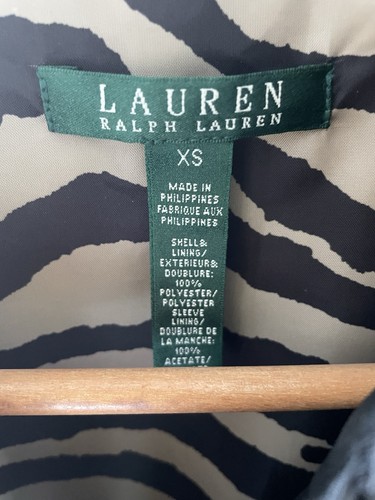 LAUREN
RALPH LAUREN
XS
MADE IN
PHILIPPINES
FABRIQUE AUX
PHILIPPINES
SHELL&
LINING/
EXTERIEUR&
DOUBLURE:
100%
POLYESTER/
POLYESTER
SLEEVE
LINING/
DOUBLURE DE
LA MANCHE:
100%
ACETATE/